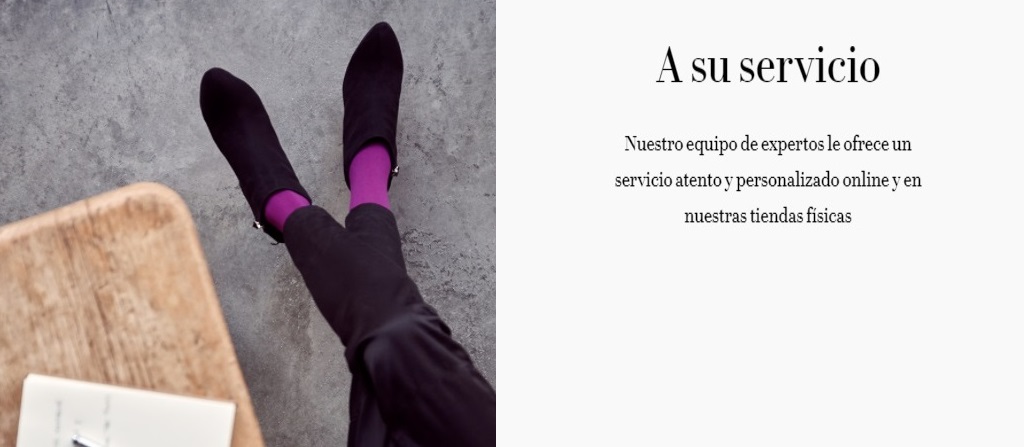 A su servicio
Nuestro equipo de expertos le ofrece un
servicio atento y personalizado online y en
nuestras tiendas físicas